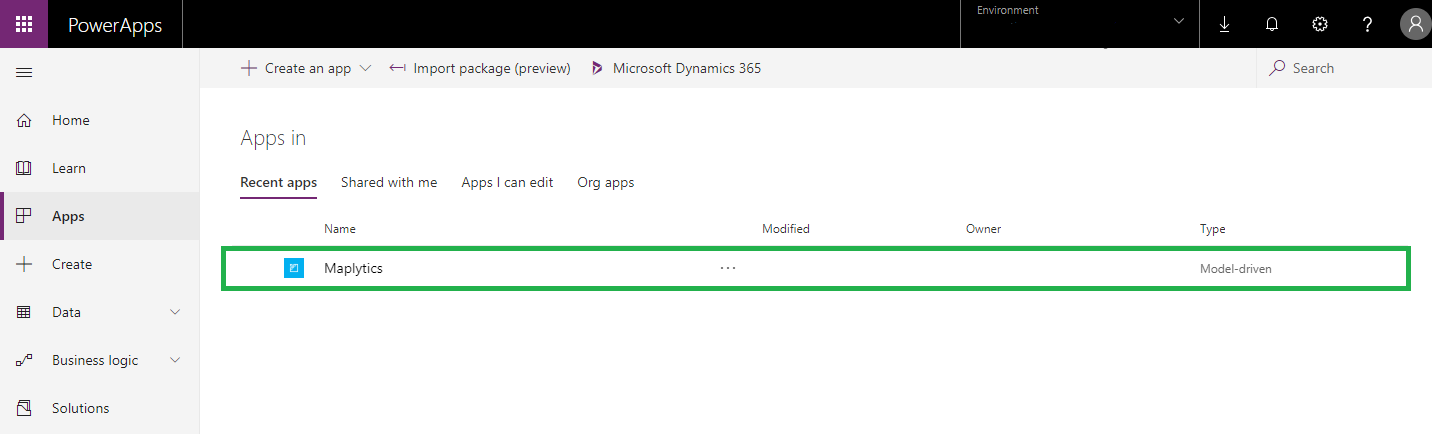 PowerApps
Environment
Create an app
Import package (preview)
Microsoft Dynamics 365
Search
Home
Learn
Apps
Create
Data
Business logic
Solutions
Apps in
Recent apps
Shared with me
Apps I can edit
Org apps
Name
Modified
Owner
Type
Maplytics
...
Model-driven